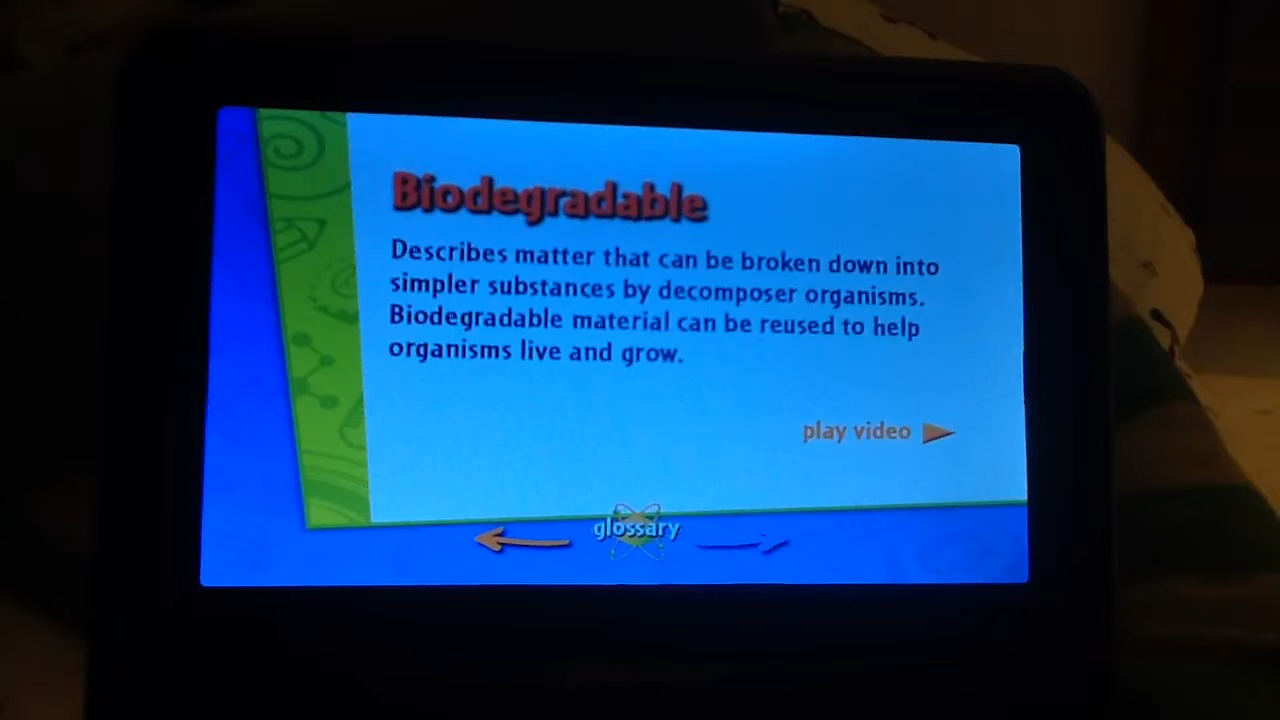 Biodegradable
Describes matter that can be broken down into
simpler substances by decomposer organisms.
Biodegradable material can be reused to help
organisms live and grow.
play video
glossary